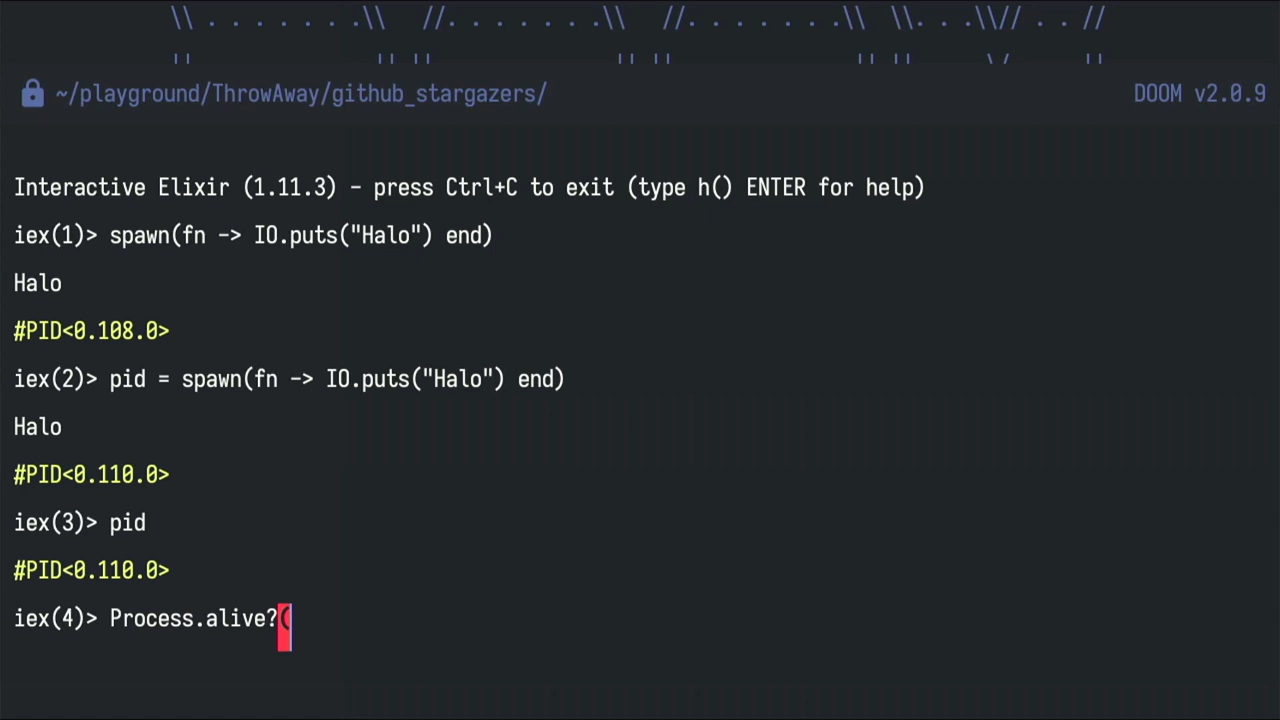 ~/playground/ThrowAway/github_stargazers/ DOOM v2.0.9
Interactive Elixir (1.11.3) - press Ctrl+C to exit (type h() ENTER for help)
iex(1)> spawn(fn -> IO.puts("Halo") end)
Halo
#PID<0.108.0>
iex(2)> pid = spawn(fn -> IO.puts("Halo") end)
Halo
#PID<0.110.0>
iex(3)> pid
#PID<0.110.0>
iex(4)> Process.alive?(